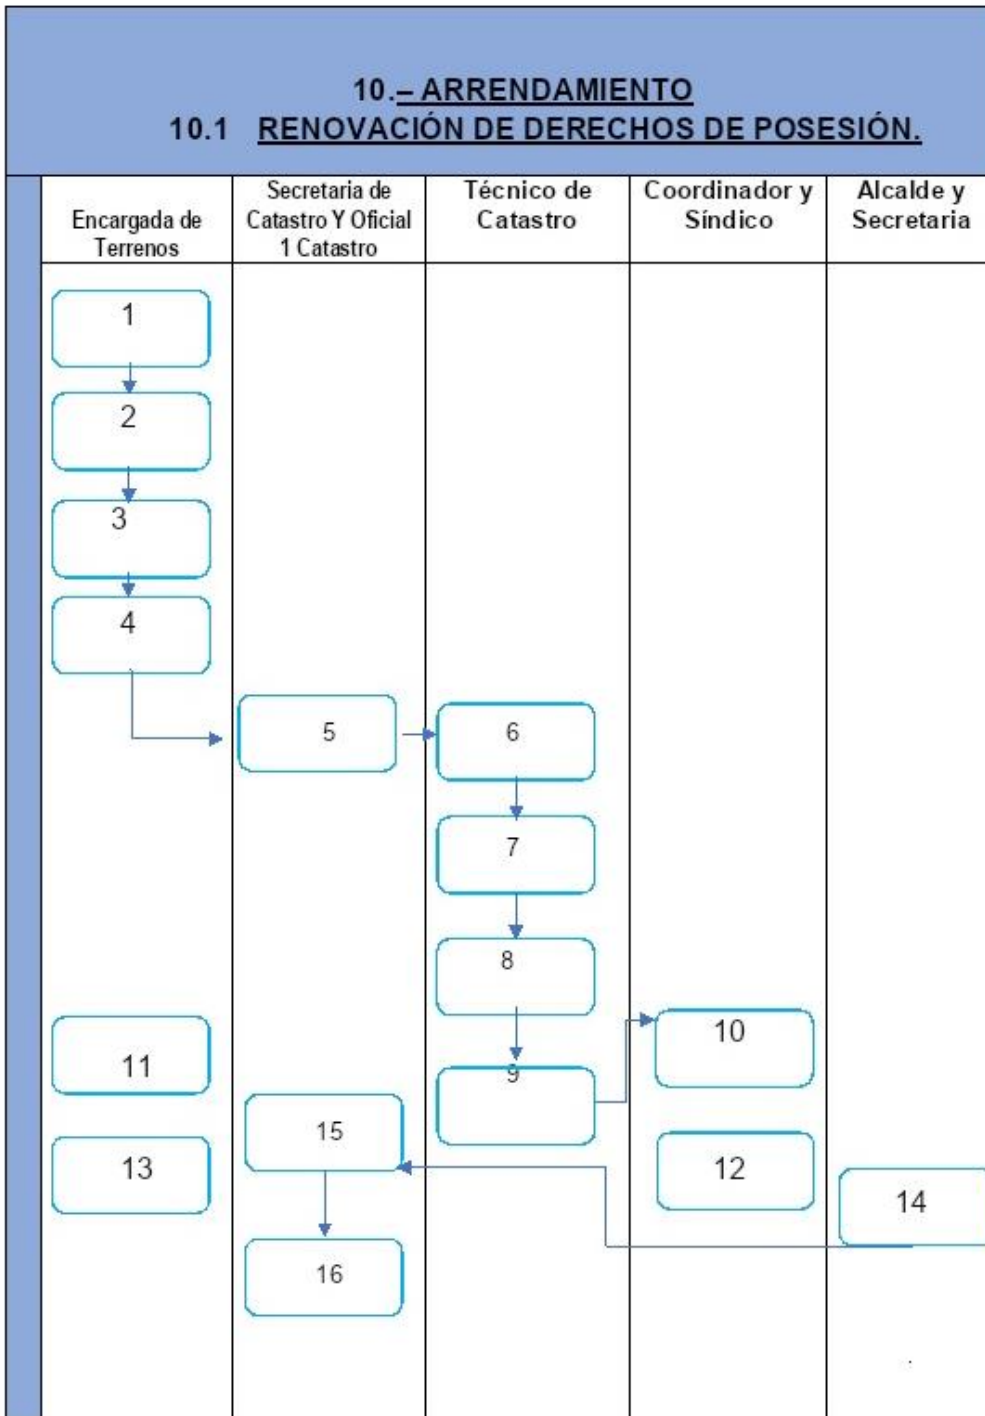 10.– ARRENDAMIENTO
10.1 RENOVACIÓN DE DERECHOS DE POSESIÓN.
Encargada de
Terrenos
Secretaria de
Catastro Y Oficial
1 Catastro
Técnico de
Catastro
Coordinador y
Síndico
Alcalde y
Secretaria
1
2
3
4
5
6
7
8
9
10
11
15
13
12
14
16
.